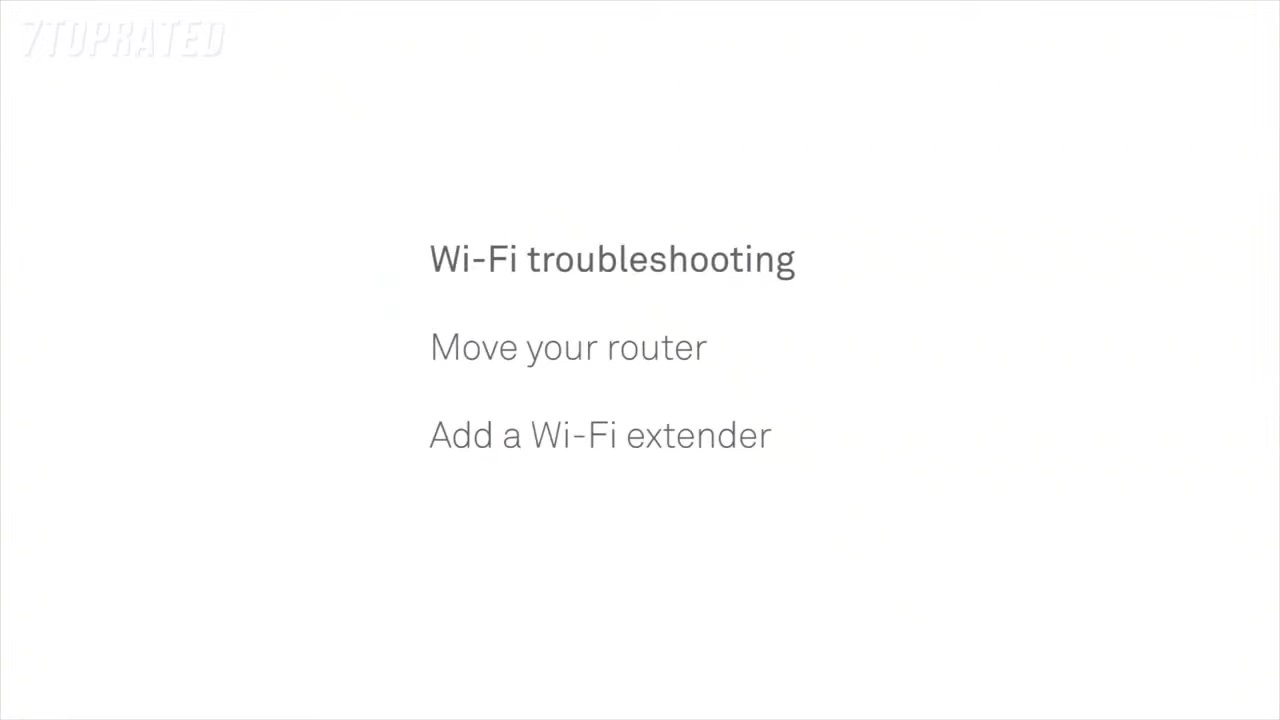 7TOPRATED
Wi-Fi troubleshooting
Move your router
Add a Wi-Fi extender